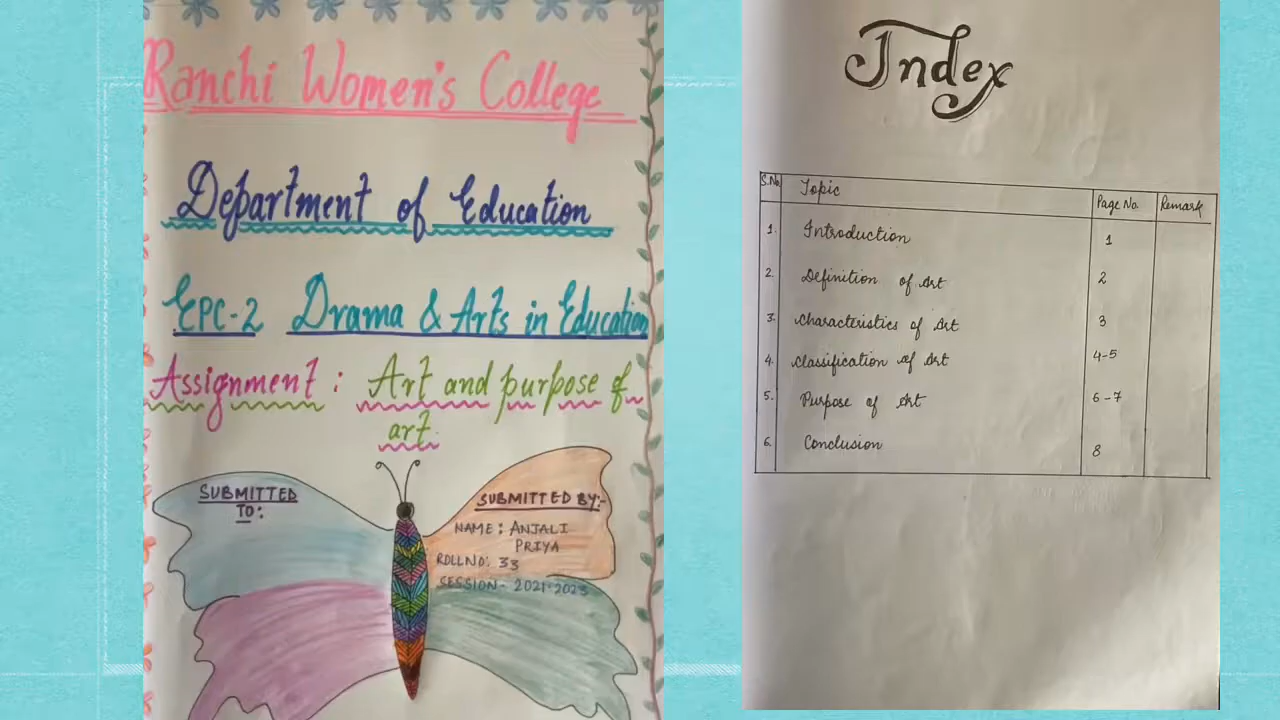 Ranchi Women's College
Department of Education
EPC-2 Drama & Arts in Education
Assignment: Art and purpose of
art.
SUBMITTED
TO:
SUBMITTED BY:-
NAME: ANJALI
PRIYA
ROLLNO: 33
SESSION- 2021-2023
Index
S.No. Topic Page No. Remark
1. Introduction 1
2. Definition of Art 2
3. Characteristics of Art 3
4. Classification of Art 4-5
5. Purpose of Art 6-7
6. Conclusion 8